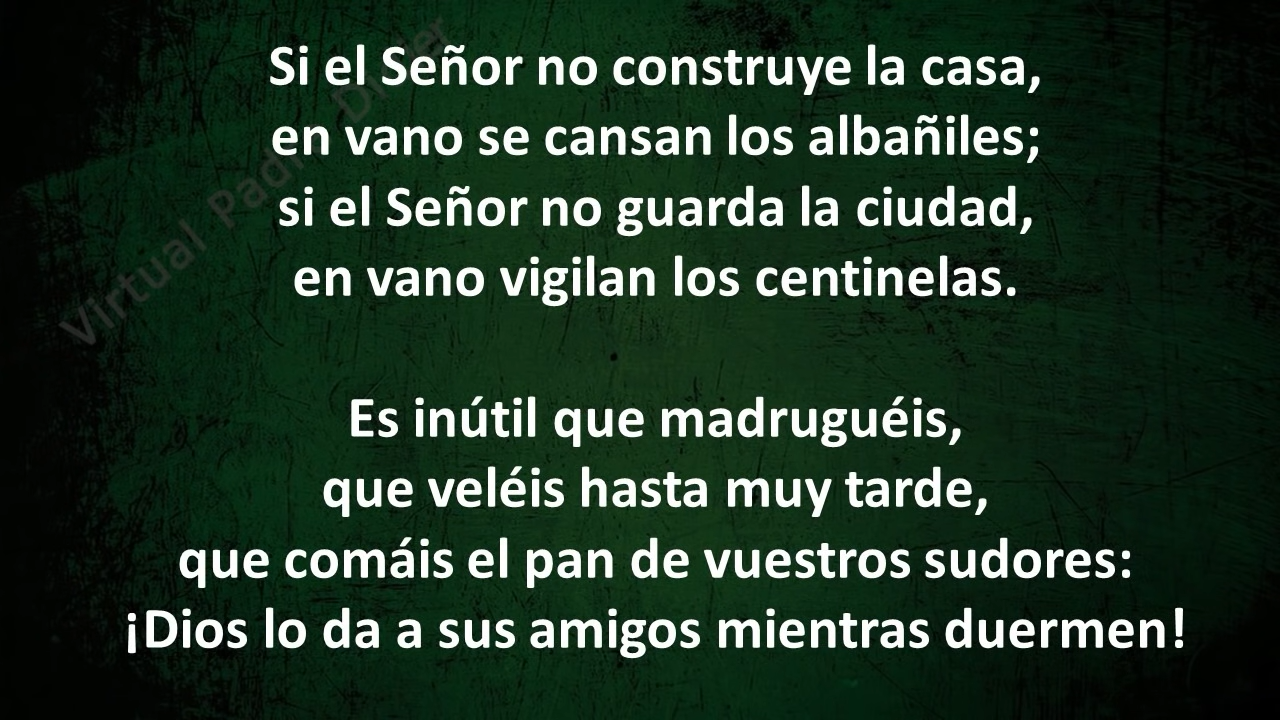 Si el Señor no construye la casa,
en vano se cansan los albañiles;
si el Señor no guarda la ciudad,
en vano vigilan los centinelas.
Es inútil que madruguéis,
que veléis hasta muy tarde,
que comáis el pan de vuestros sudores:
¡Dios lo da a sus amigos mientras duermen!
Virtual